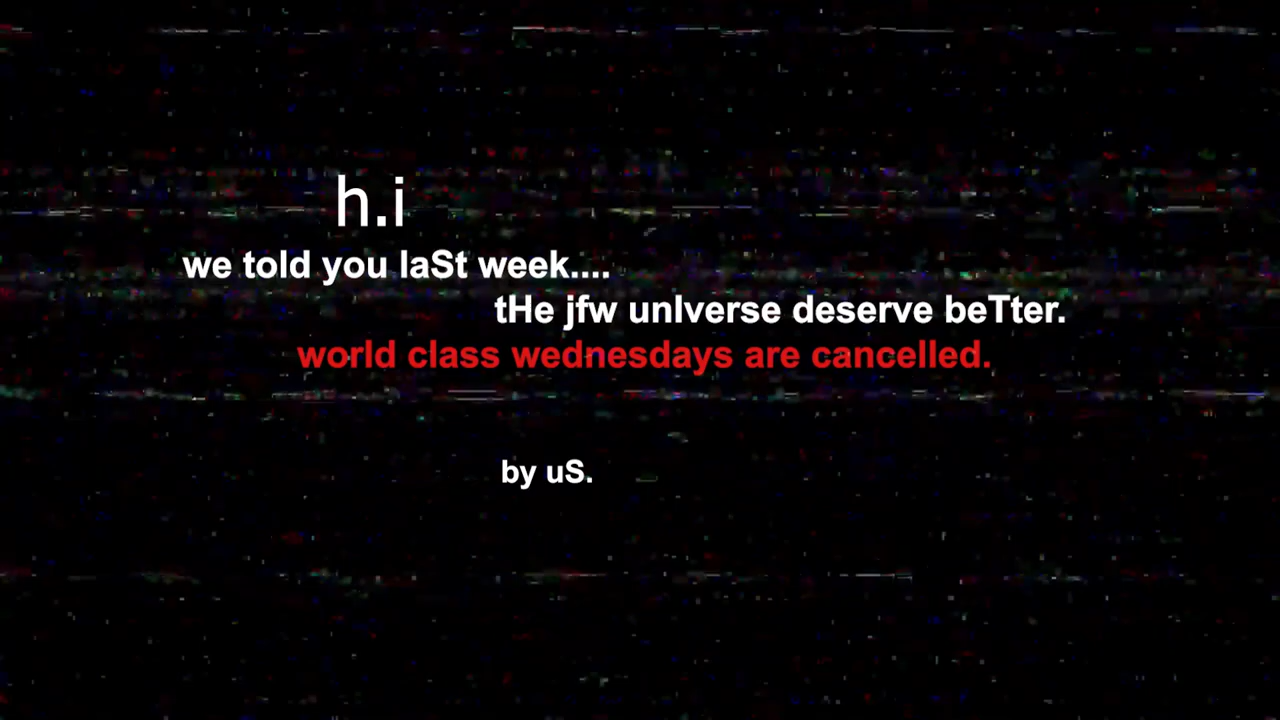 h.i
we told you laSt week....
tHe jfw unIverse deserve beTter.
world class wednesdays are cancelled.
by uS.